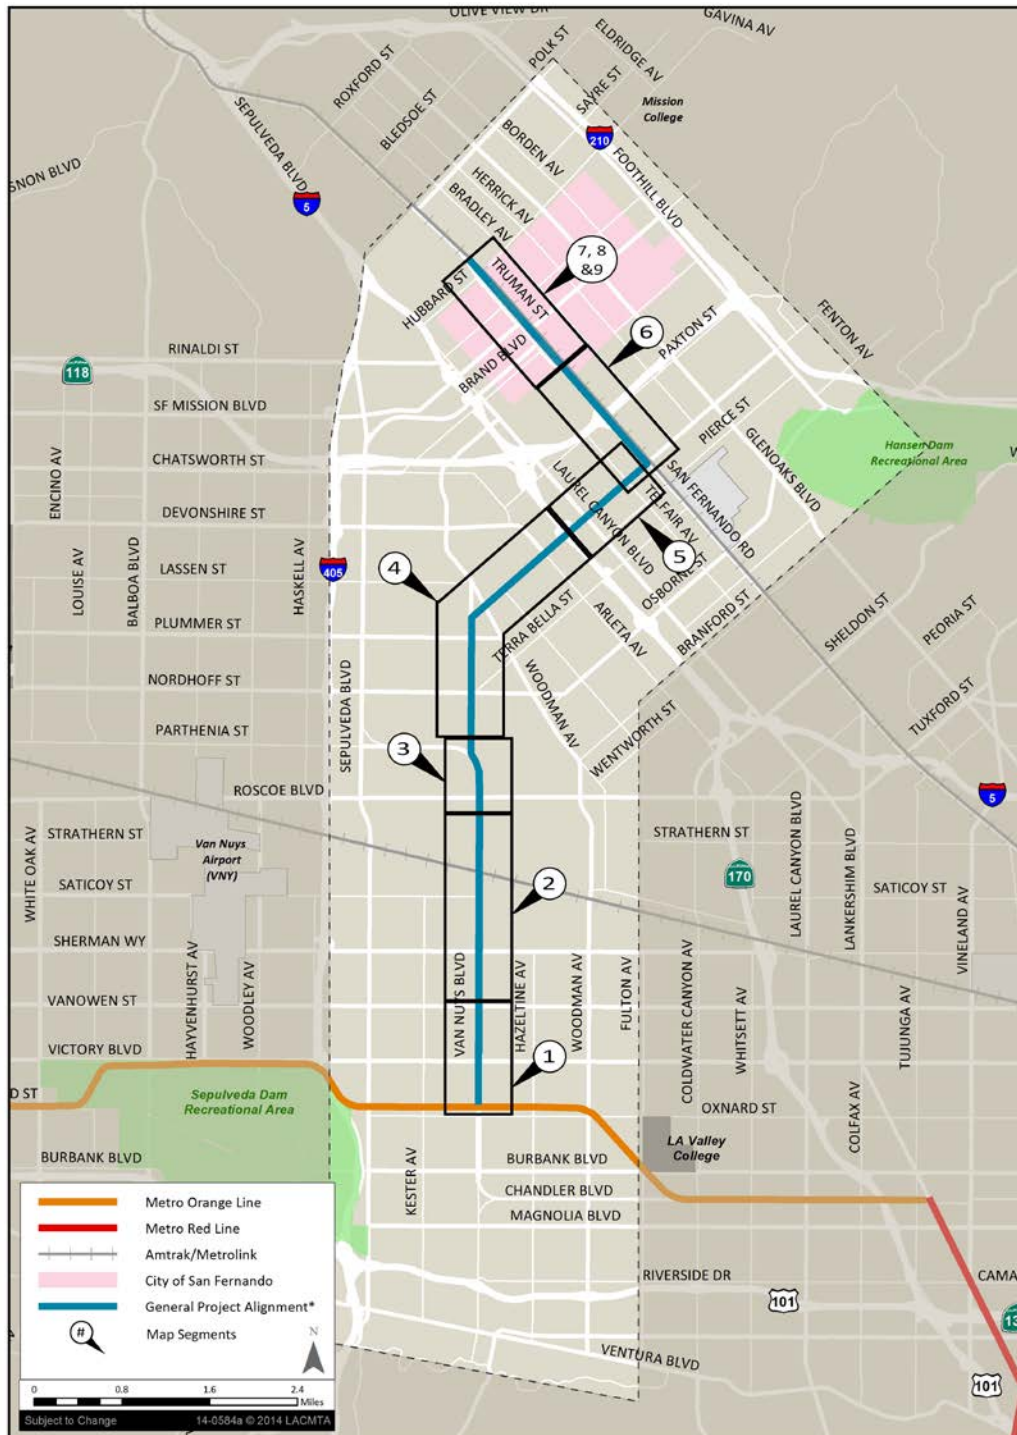 OLIVE VIEW DR
GAVINA AV
POLK ST
ELDRIDGE AV
ROXFORD ST
SAYRE ST
BLEDSOE ST
Mission
College
SEPULVEDA BLVD
BORDEN AV
210
FOOTHILL BLVD
SNON BLVD
HERRICK AV
5
BRADLEY AV
7, 8
&9
TRUMAN ST
HUBBARD ST
6
PAXTON ST
FENTON AV
RINALDI ST
BRAND BLVD
118
SF MISSION BLVD
PIERCE ST
GLENOAKS BLVD
Hansen Dam
Recreational Area
W
CHATSWORTH ST
ENCINO AV
LAUREL CANYON BLVD
SAN FERNANDO RD
TELFAIR AV
DEVONSHIRE ST
5
OSBORNE ST
LOUISE AV
BALBOA BLVD
LASSEN ST
HASKELL AV
405
4
TERRA BELLA ST
ARLETA AV
BRANFORD ST
SHELDON ST
PEORIA ST
PLUMMER ST
NORDHOFF ST
SEPULVEDA BLVD
WOODMAN AV
TUXFORD ST
PARTHENIA ST
WENTWORTH ST
3
ROSCOE BLVD
5
STRATHERN ST
STRATHERN ST
WHITE OAK AV
Van Nuys
Airport
(VNY)
170
LAUREL CANYON BLVD
LANKERSHIM BLVD
SATICOY ST
2
SATICOY ST
VINELAND AV
SHERMAN WY
HAYVENHURST AV
WOODLEY AV
VAN NUYS BLVD
HAZELTINE AV
WOODMAN AV
FULTON AV
COLDWATER CANYON AV
WHITSETT AV
TUJUNGA AV
VANOWEN ST
VICTORY BLVD
1
D ST
Sepulveda Dam
Recreational Area
OXNARD ST
COLFAX AV
LA Valley
College
BURBANK BLVD
KESTER AV
BURBANK BLVD
CHANDLER BLVD
MAGNOLIA BLVD
Metro Orange Line
Metro Red Line
Amtrak/Metrolink
City of San Fernando
General Project Alignment*
# Map Segments
N
RIVERSIDE DR
CAMA
101
13
VENTURA BLVD
101
0 0.8 1.6 2.4
Miles
Subject to Change 14-0584a © 2014 LACMTA